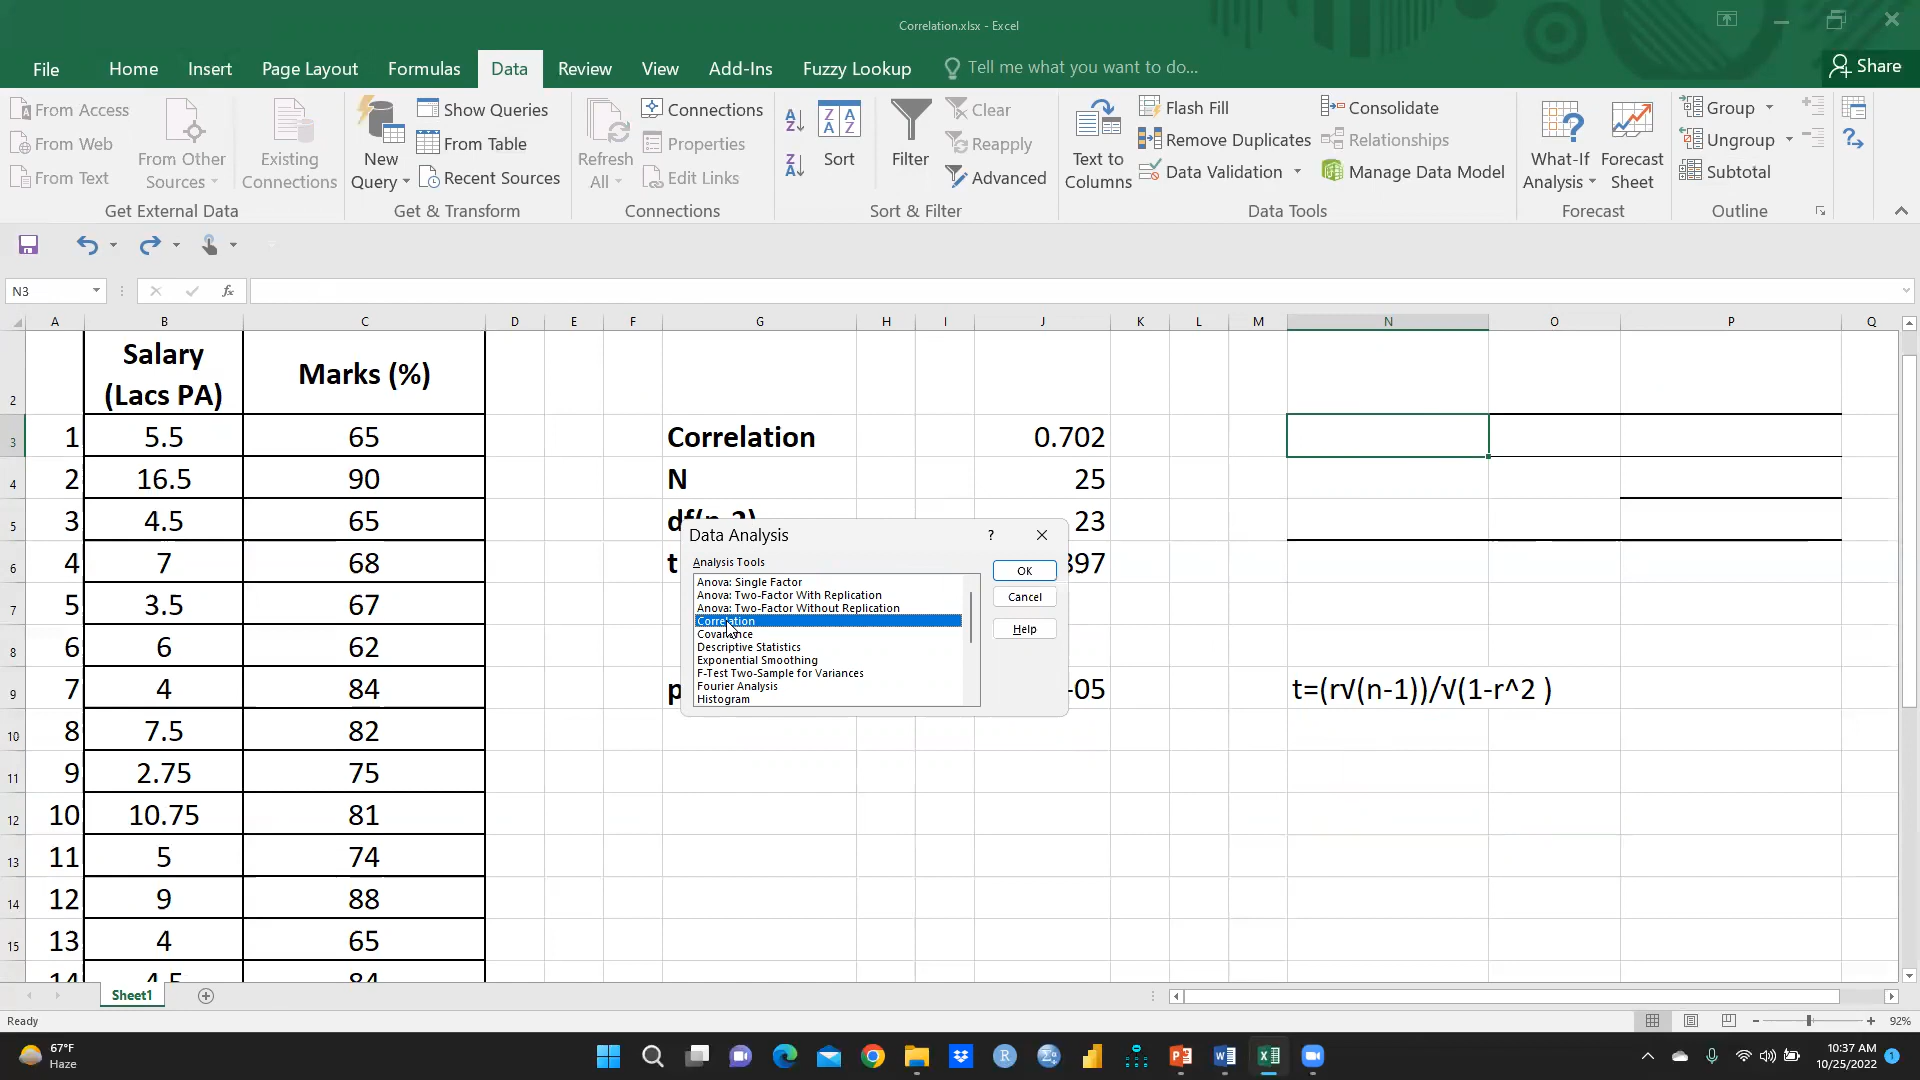 Correlation.xlsx - Excel
File Home Insert Page Layout Formulas Data Review View Add-Ins Fuzzy Lookup Tell me what you want to do... Share
From Access
From Web
From Text
From Other
Sources
Existing
Connections
Get External Data
New
Query
Show Queries
From Table
Recent Sources
Get & Transform
Refresh
All
Connections
Properties
Edit Links
Connections
Sort
Filter
Clear
Reapply
Advanced
Sort & Filter
Text to
Columns
Flash Fill
Remove Duplicates
Data Validation
Consolidate
Relationships
Manage Data Model
Data Tools
What-If
Analysis
Forecast
Sheet
Forecast
Group
Ungroup
Subtotal
Outline
N3 fx
A B C D E F G H I J K L M N O P Q
2 Salary
(Lacs PA) Marks (%)
3 1 5.5 65 Correlation 0.702
4 2 16.5 90 N 25
5 3 4.5 65 df(n-2) 23
6 4 7 68 t 397
7 5 3.5 67
8 6 6 62
9 7 4 84 p -05 t=(r√(n-1))/√(1-r^2 )
10 8 7.5 82
11 9 2.75 75
12 10 10.75 81
13 11 5 74
14 12 9 88
15 13 4 65
14 4.5 84
Data Analysis ?
Analysis Tools
Anova: Single Factor
Anova: Two-Factor With Replication
Anova: Two-Factor Without Replication
Correlation
Covariance
Descriptive Statistics
Exponential Smoothing
F-Test Two-Sample for Variances
Fourier Analysis
Histogram
OK
Cancel
Help
Sheet1
Ready 92%
67°F
Haze
10:37 AM
10/25/2022
1